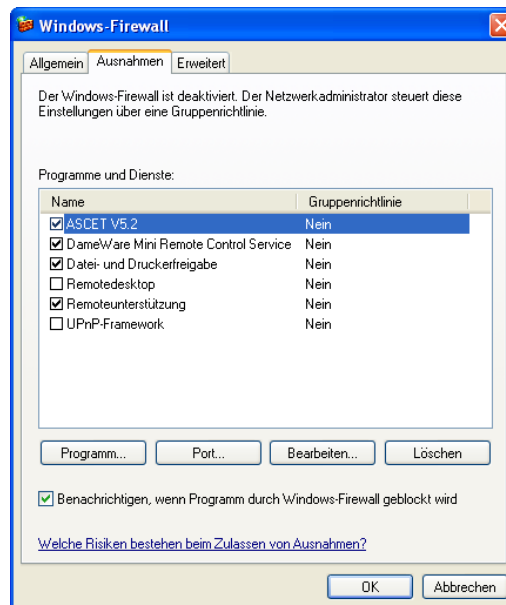 Windows-Firewall
Allgemein Ausnahmen Erweitert
Der Windows-Firewall ist deaktiviert. Der Netzwerkadministrator steuert diese
Einstellungen über eine Gruppenrichtlinie.
Programme und Dienste:
Name Gruppenrichtlinie
ASCET V5.2 Nein
DameWare Mini Remote Control Service Nein
Datei- und Druckerfreigabe Nein
Remotedesktop Nein
Remoteunterstützung Nein
UPnP-Framework Nein
Programm... Port... Bearbeiten... Löschen
Benachrichtigen, wenn Programm durch Windows-Firewall geblockt wird
Welche Risiken bestehen beim Zulassen von Ausnahmen?
OK Abbrechen